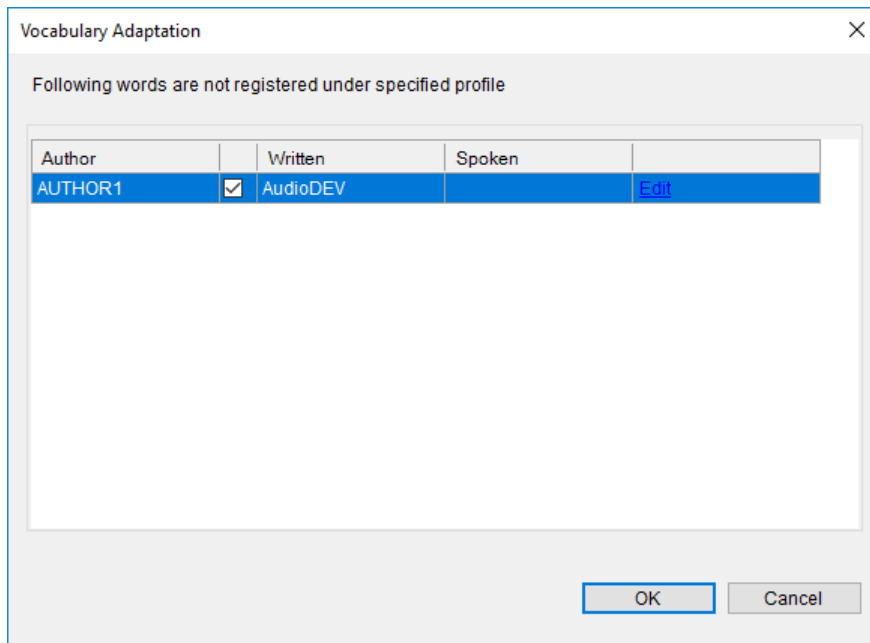 Vocabulary Adaptation
Following words are not registered under specified profile
Author Written Spoken
AUTHOR1 AudioDEV Edit
OK Cancel